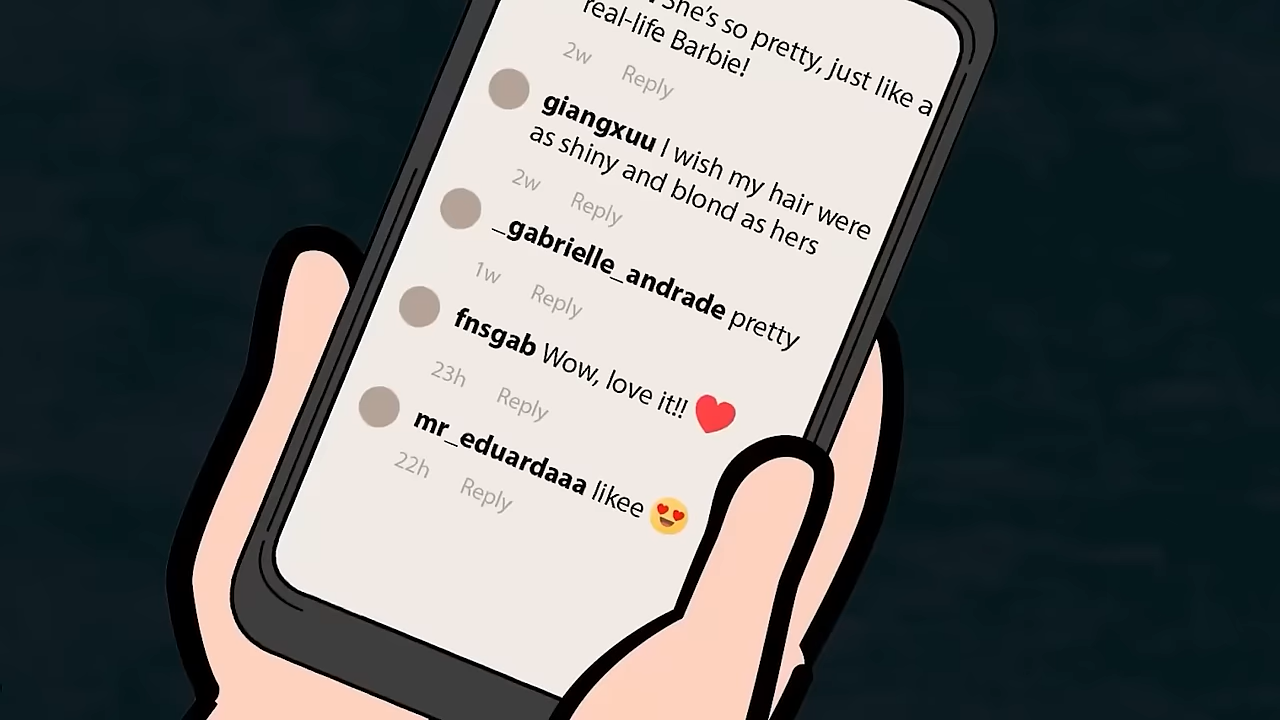 She's so pretty, just like a
real-life Barbie!
2w Reply
giangxuu I wish my hair were
as shiny and blond as hers
2w Reply
_gabrielle_andrade pretty
1w Reply
fnsgab Wow, love it!! ❤️
23h Reply
mr_eduardaaa likee 😍
22h Reply